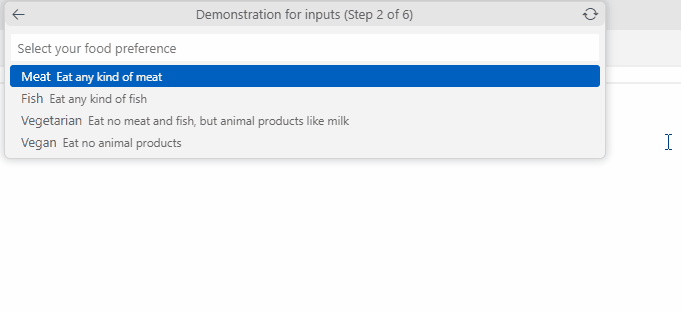 Demonstration for inputs (Step 2 of 6)
Select your food preference
Meat Eat any kind of meat
Fish Eat any kind of fish
Vegetarian Eat no meat and fish, but animal products like milk
Vegan Eat no animal products